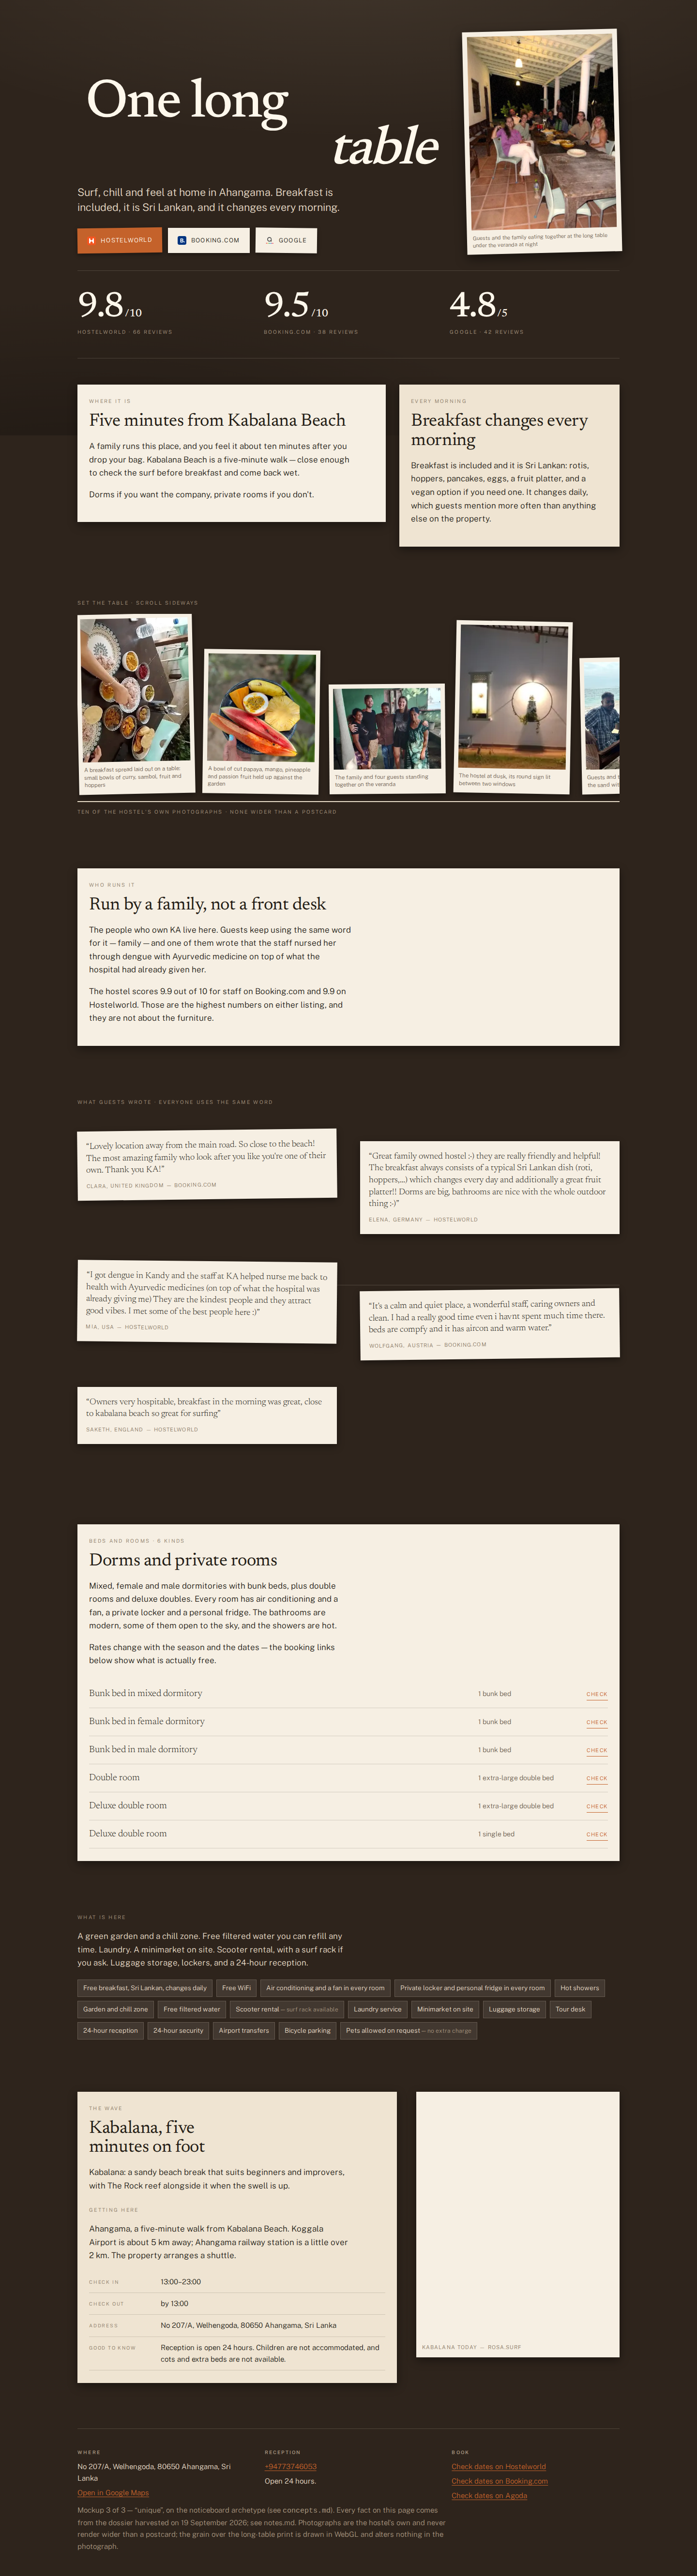 One long
table
Surf, chill and feel at home in Ahangama. Breakfast is
included, it is Sri Lankan, and it changes every morning.
HOSTELWORLD
BOOKING.COM
GOOGLE
Guests and the family eating together at the long table
under the veranda at night
9.8/10
HOSTELWORLD · 86 REVIEWS
9.5/10
BOOKING.COM · 38 REVIEWS
4.8/5
GOOGLE · 42 REVIEWS
WHERE IT IS
Five minutes from Kabalana Beach
A family runs this place, and you feel it about ten minutes after you
drop your bag. Kabalana Beach is a five-minute walk — close enough
to check the surf before breakfast and come back wet.
Dorms if you want the company, private rooms if you don't.
EVERY MORNING
Breakfast changes every
morning
Breakfast is included and it is Sri Lankan: rotis,
hoppers, pancakes, eggs, a fruit platter, and a
vegan option if you need one. It changes daily,
which guests mention more often than anything
else on the property.
SET THE TABLE · SCROLL SIDEWAYS
A breakfast spread laid out on a table
small bowls of curry, sambol, fruit and
hoppers
A bowl of cut papaya, mango, pineapple
and passion fruit held up against the
garden
The family and four guests standing
together on the veranda
The hostel at dusk, its round sign lit
between two windows
Guests and
the sand wit
TEN OF THE HOSTEL'S OWN PHOTOGRAPHS · NONE WIDER THAN A POSTCARD
WHO RUNS IT
Run by a family, not a front desk
The people who own KA live here. Guests keep using the same word
for it — family — and one of them wrote that the staff nursed her
through dengue with Ayurvedic medicine on top of what the
hospital had already given her.
The hostel scores 9.9 out of 10 for staff on Booking.com and 9.9 on
Hostelworld. Those are the highest numbers on either listing, and
they are not about the furniture.
WHAT GUESTS WROTE · EVERYONE USES THE SAME WORD
“Lovely location away from the main road. So close to the beach!
The most amazing family who look after you like you're one of their
own. Thank you KA!”
CLARA, UNITED KINGDOM — BOOKING.COM
“Great family owned hostel :-) they are really friendly and helpful!
The breakfast always consists of a typical Sri Lankan dish (roti,
hoppers,...) which changes every day and additionally a great fruit
platter!! Dorms are big, bathrooms are nice with the whole outdoor
thing :-)”
ELENA, GERMANY — HOSTELWORLD
“I got dengue in Kandy and the staff at KA helped nurse me back to
health with Ayurvedic medicines (on top of what the hospital was
already giving me) They are the kindest people and they attract
good vibes. I met some of the best people here :)”
MIA, USA — HOSTELWORLD
“It's a calm and quiet place, a wonderful staff, caring owners and
clean. I had a really good time even i havnt spent much time there.
beds are compfy and it has aircon and warm water.”
WOLFGANG, AUSTRIA — BOOKING.COM
“Owners very hospitable, breakfast in the morning was great, close
to kabalana beach so great for surfing”
SAKETH, ENGLAND — HOSTELWORLD
BEDS AND ROOMS · 6 KINDS
Dorms and private rooms
Mixed, female and male dormitories with bunk beds, plus double
rooms and deluxe doubles. Every room has air conditioning and a
fan, a private locker and a personal fridge. The bathrooms are
modern, some of them open to the sky, and the showers are hot.
Rates change with the season and the dates — the booking links
below show what is actually free.
Bunk bed in mixed dormitory 1 bunk bed CHECK
Bunk bed in female dormitory 1 bunk bed CHECK
Bunk bed in male dormitory 1 bunk bed CHECK
Double room 1 extra-large double bed CHECK
Deluxe double room 1 extra-large double bed CHECK
Deluxe double room 1 single bed CHECK
WHAT IS HERE
A green garden and a chill zone. Free filtered water you can refill any
time. Laundry. A minimarket on site. Scooter rental, with a surf rack if
you ask. Luggage storage, lockers, and a 24-hour reception.
Free breakfast, Sri Lankan, changes daily
Free WiFi
Air conditioning and a fan in every room
Private locker and personal fridge in every room
Hot showers
Garden and chill zone
Free filtered water
Scooter rental — surf rack available
Laundry service
Minimarket on site
Luggage storage
Tour desk
24-hour reception
24-hour security
Airport transfers
Bicycle parking
Pets allowed on request — no extra charge
THE WAVE
Kabalana, five
minutes on foot
Kabalana: a sandy beach break that suits beginners and improvers,
with The Rock reef alongside it when the swell is up.
GETTING HERE
Ahangama, a five-minute walk from Kabalana Beach. Koggala
Airport is about 5 km away; Ahangama railway station is a little over
2 km. The property arranges a shuttle.
CHECK IN 13:00–23:00
CHECK OUT by 13:00
ADDRESS No 207/A, Welhengoda, 80650 Ahangama, Sri Lanka
GOOD TO KNOW Reception is open 24 hours. Children are not accommodated, and
cots and extra beds are not available.
KABALANA TODAY — ROSA.SURF
WHERE
No 207/A, Welhengoda, 80650 Ahangama, Sri
Lanka
Open in Google Maps
RECEPTION
+94773746053
Open 24 hours.
BOOK
Check dates on Hostelworld
Check dates on Booking.com
Check dates on Agoda
Mockup 3 of 3 — “unique”, on the noticeboard archetype (see concepts.md). Every fact on this page comes
from the dossier harvested on 19 September 2026; see notes.md. Photographs are the hostel's own and never
render wider than a postcard; the grain over the long-table print is drawn in WebGL and alters nothing in the
photograph.